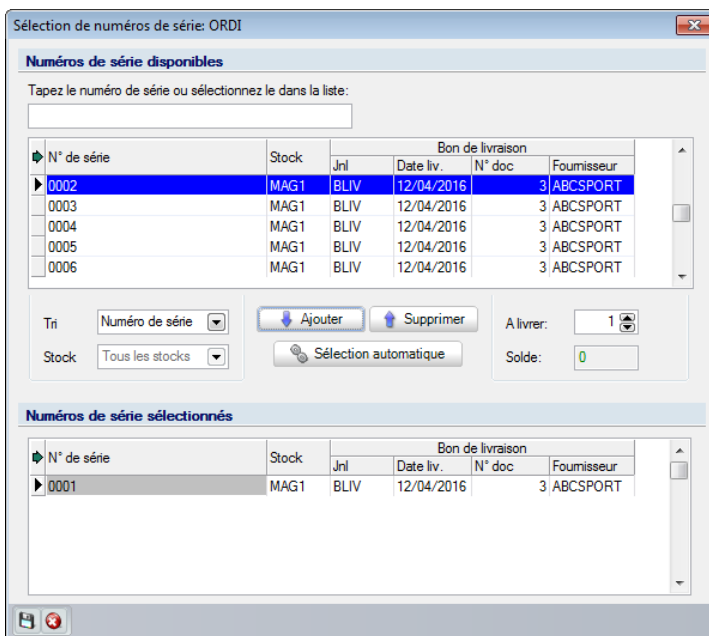 Sélection de numéros de série: ORDI
Numéros de série disponibles
Tapez le numéro de série ou sélectionnez le dans la liste:
N° de série Stock Bon de livraison
Jnl Date liv. N° doc Fournisseur
0002 MAG1 BLIV 12/04/2016 3 ABCSPORT
0003 MAG1 BLIV 12/04/2016 3 ABCSPORT
0004 MAG1 BLIV 12/04/2016 3 ABCSPORT
0005 MAG1 BLIV 12/04/2016 3 ABCSPORT
0006 MAG1 BLIV 12/04/2016 3 ABCSPORT
Tri Numéro de série Ajouter Supprimer A livrer: 1
Stock Tous les stocks Sélection automatique Solde: 0
Numéros de série sélectionnés
N° de série Stock Bon de livraison
Jnl Date liv. N° doc Fournisseur
0001 MAG1 BLIV 12/04/2016 3 ABCSPORT